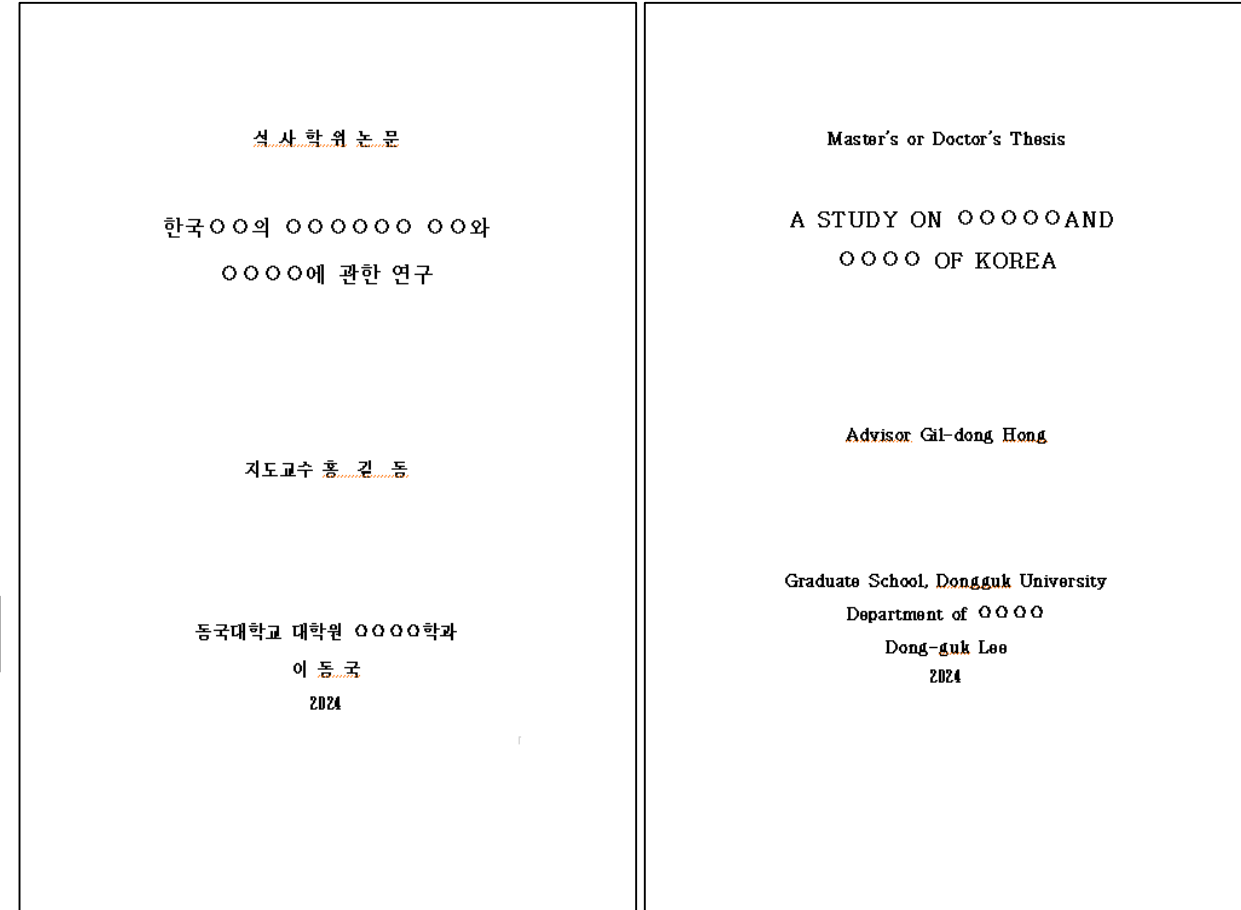 석 사 학 위 논 문
한국○○의 ○○○○○○ ○○와
○○○○에 관한 연구
지도교수 홍 길 동
동국대학교 대학원 ○○○○학과
이 동 국
2024
Master's or Doctor's Thesis
A STUDY ON ○○○○○AND
○○○○ OF KOREA
Advisor Gil-dong Hong
Graduate School, Dongguk University
Department of ○○○○
Dong-guk Lee
2024